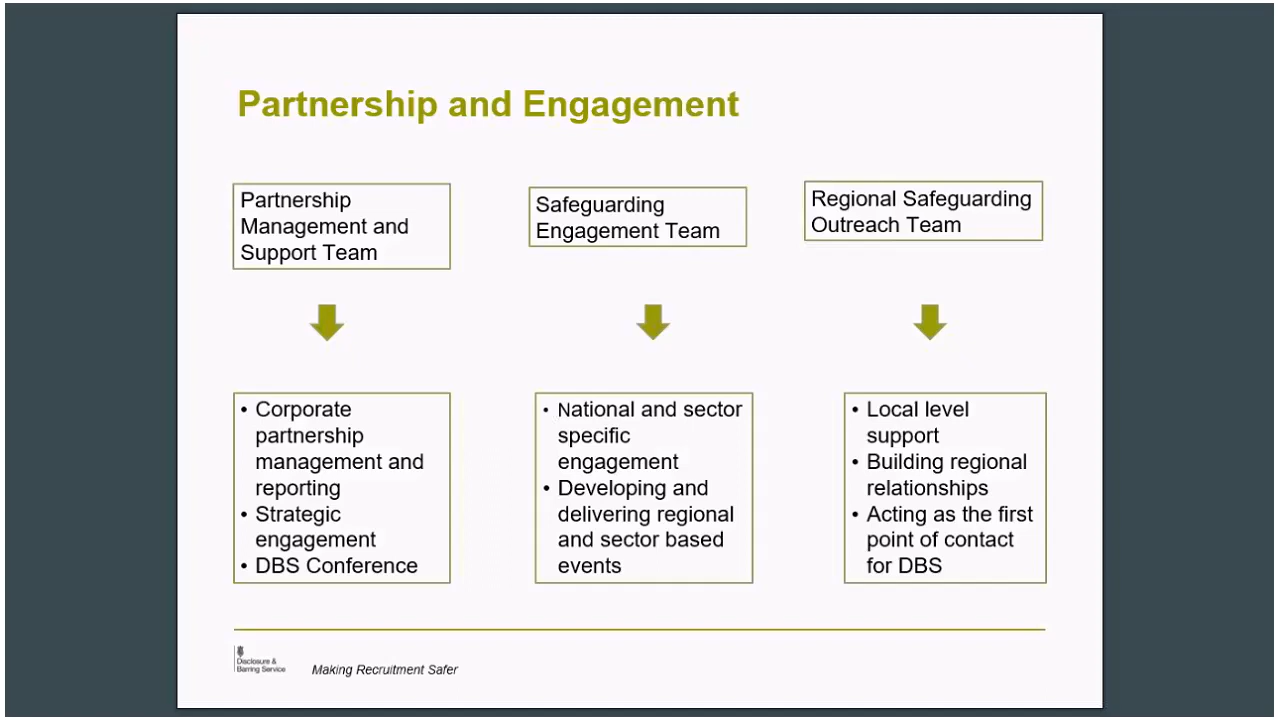 Partnership and Engagement
Partnership
Management and
Support Team
Safeguarding
Engagement Team
Regional Safeguarding
Outreach Team
• Corporate
partnership
management and
reporting
• Strategic
engagement
• DBS Conference
• National and sector
specific
engagement
• Developing and
delivering regional
and sector based
events
• Local level
support
• Building regional
relationships
• Acting as the first
point of contact
for DBS
Disclosure &
Barring Service
Making Recruitment Safer